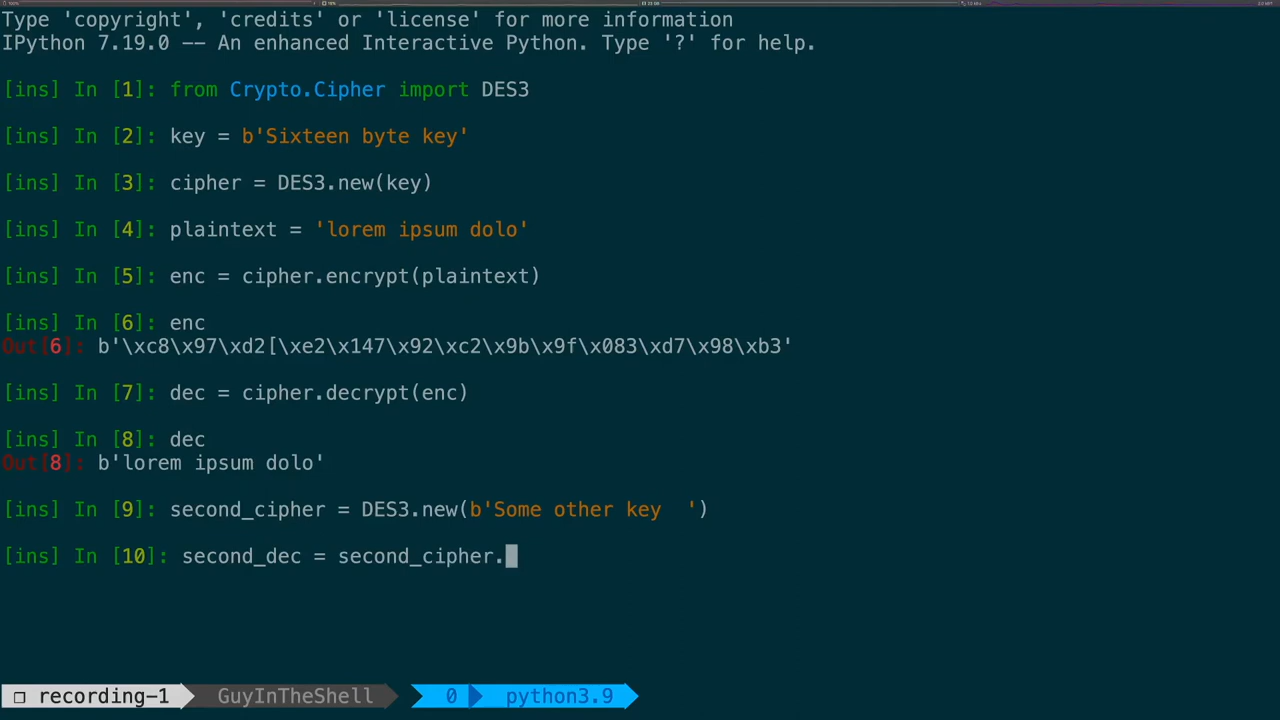 Type 'copyright', 'credits' or 'license' for more information
IPython 7.19.0 -- An enhanced Interactive Python. Type '?' for help.
[ins] In [1]: from Crypto.Cipher import DES3
[ins] In [2]: key = b'Sixteen byte key'
[ins] In [3]: cipher = DES3.new(key)
[ins] In [4]: plaintext = 'lorem ipsum dolo'
[ins] In [5]: enc = cipher.encrypt(plaintext)
[ins] In [6]: enc
Out[6]: b'\xc8\x97\xd2[\xe2\x147\x92\xc2\x9b\x9f\x083\xd7\x98\xb3'
[ins] In [7]: dec = cipher.decrypt(enc)
[ins] In [8]: dec
Out[8]: b'lorem ipsum dolo'
[ins] In [9]: second_cipher = DES3.new(b'Some other key  ')
[ins] In [10]: second_dec = second_cipher.
recording-1 GuyInTheShell 0 python3.9